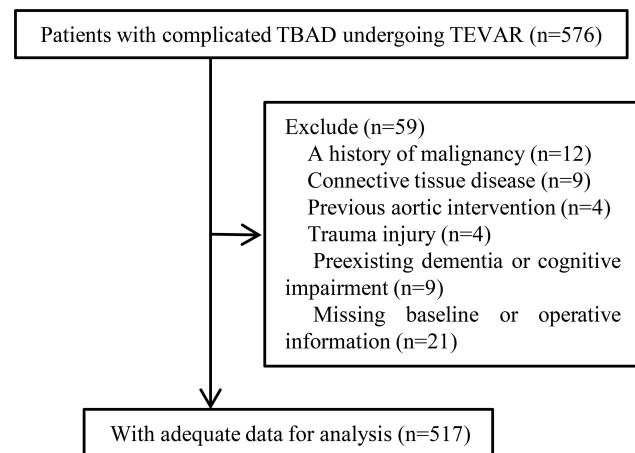 Patients with complicated TBAD undergoing TEVAR (n=576)
Exclude (n=59)
A history of malignancy (n=12)
Connective tissue disease (n=9)
Previous aortic intervention (n=4)
Trauma injury (n=4)
Preexisting dementia or cognitive
impairment (n=9)
Missing baseline or operative
information (n=21)
With adequate data for analysis (n=517)